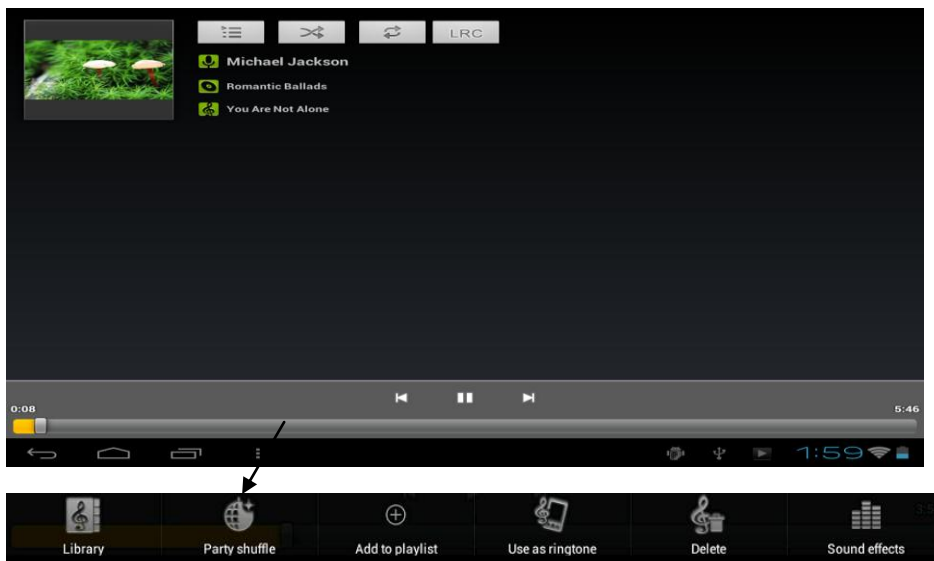 LRC
Michael Jackson
Romantic Ballads
You Are Not Alone
0:08
5:46
1:59
Library Party shuffle Add to playlist Use as ringtone Delete Sound effects